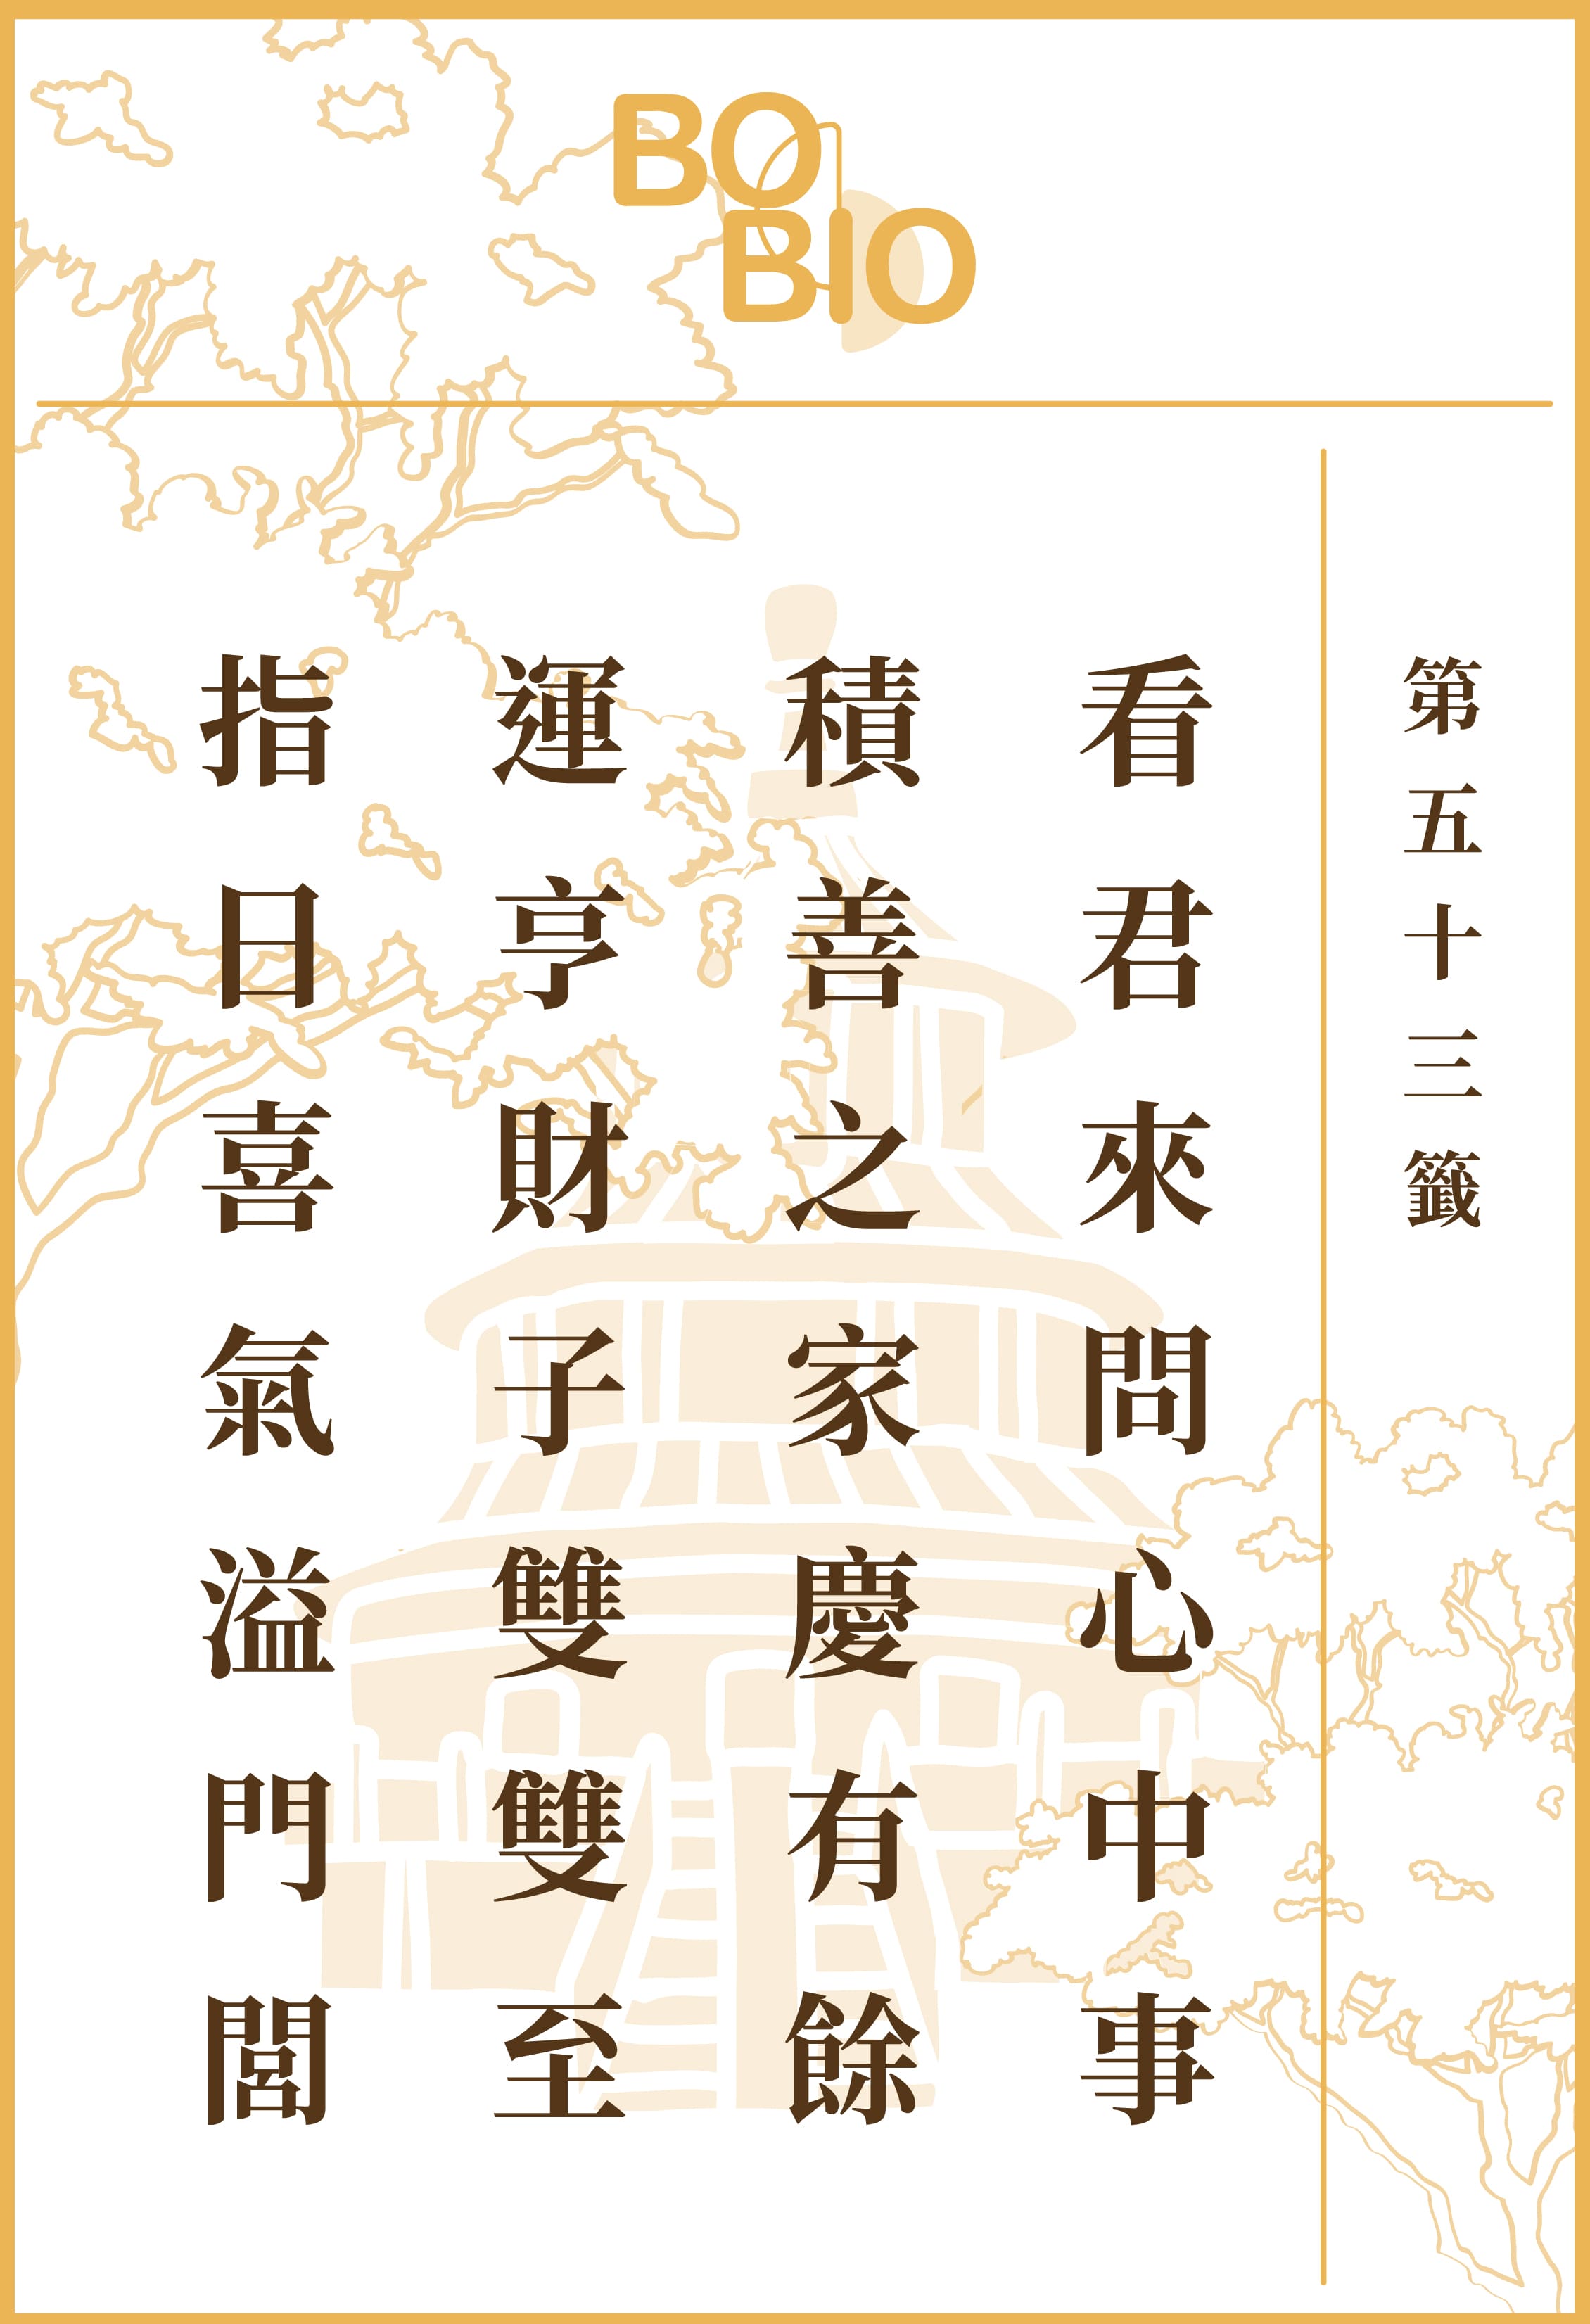 BO
BIO
第五十三籤
看君來問心中事
積善之家慶有餘
運亨財子雙雙至
指日喜氣溢門閭